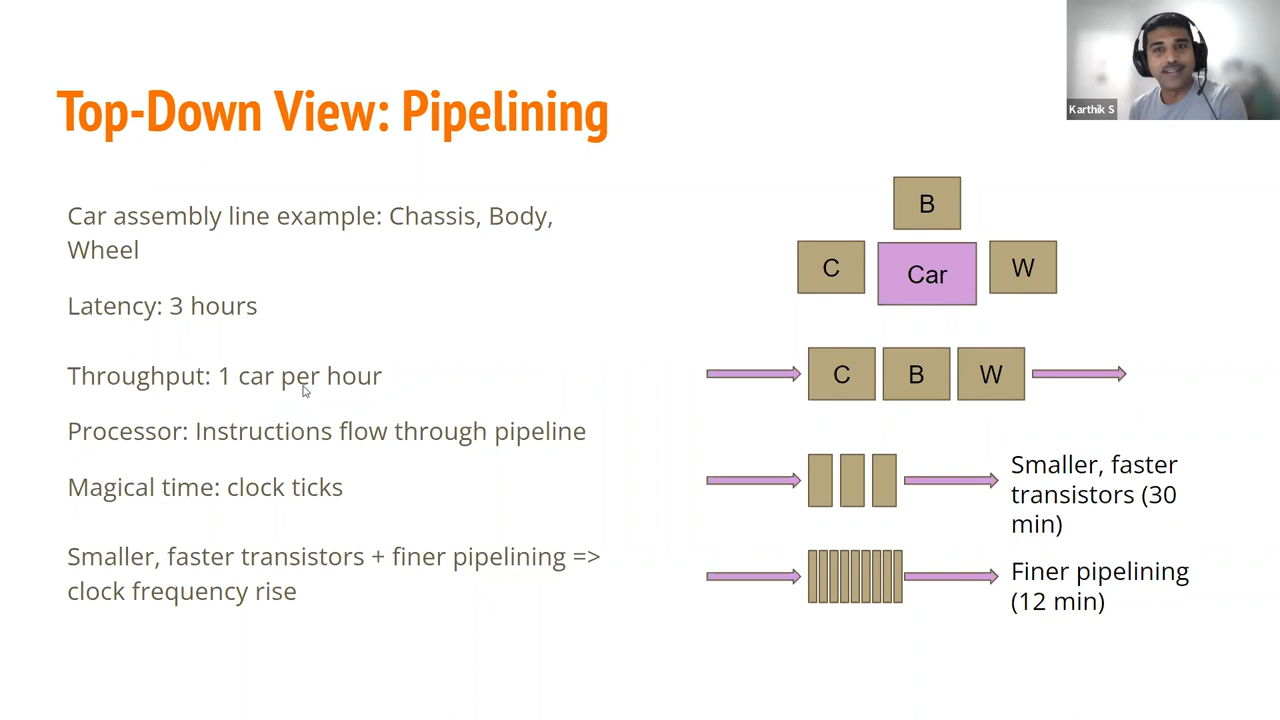 Karthik S
Top-Down View: Pipelining
Car assembly line example: Chassis, Body,
Wheel
Latency: 3 hours
Throughput: 1 car per hour
Processor: Instructions flow through pipeline
Magical time: clock ticks
Smaller, faster transistors + finer pipelining =>
clock frequency rise
B
C
Car
W
C
B
W
Smaller, faster
transistors (30
min)
Finer pipelining
(12 min)